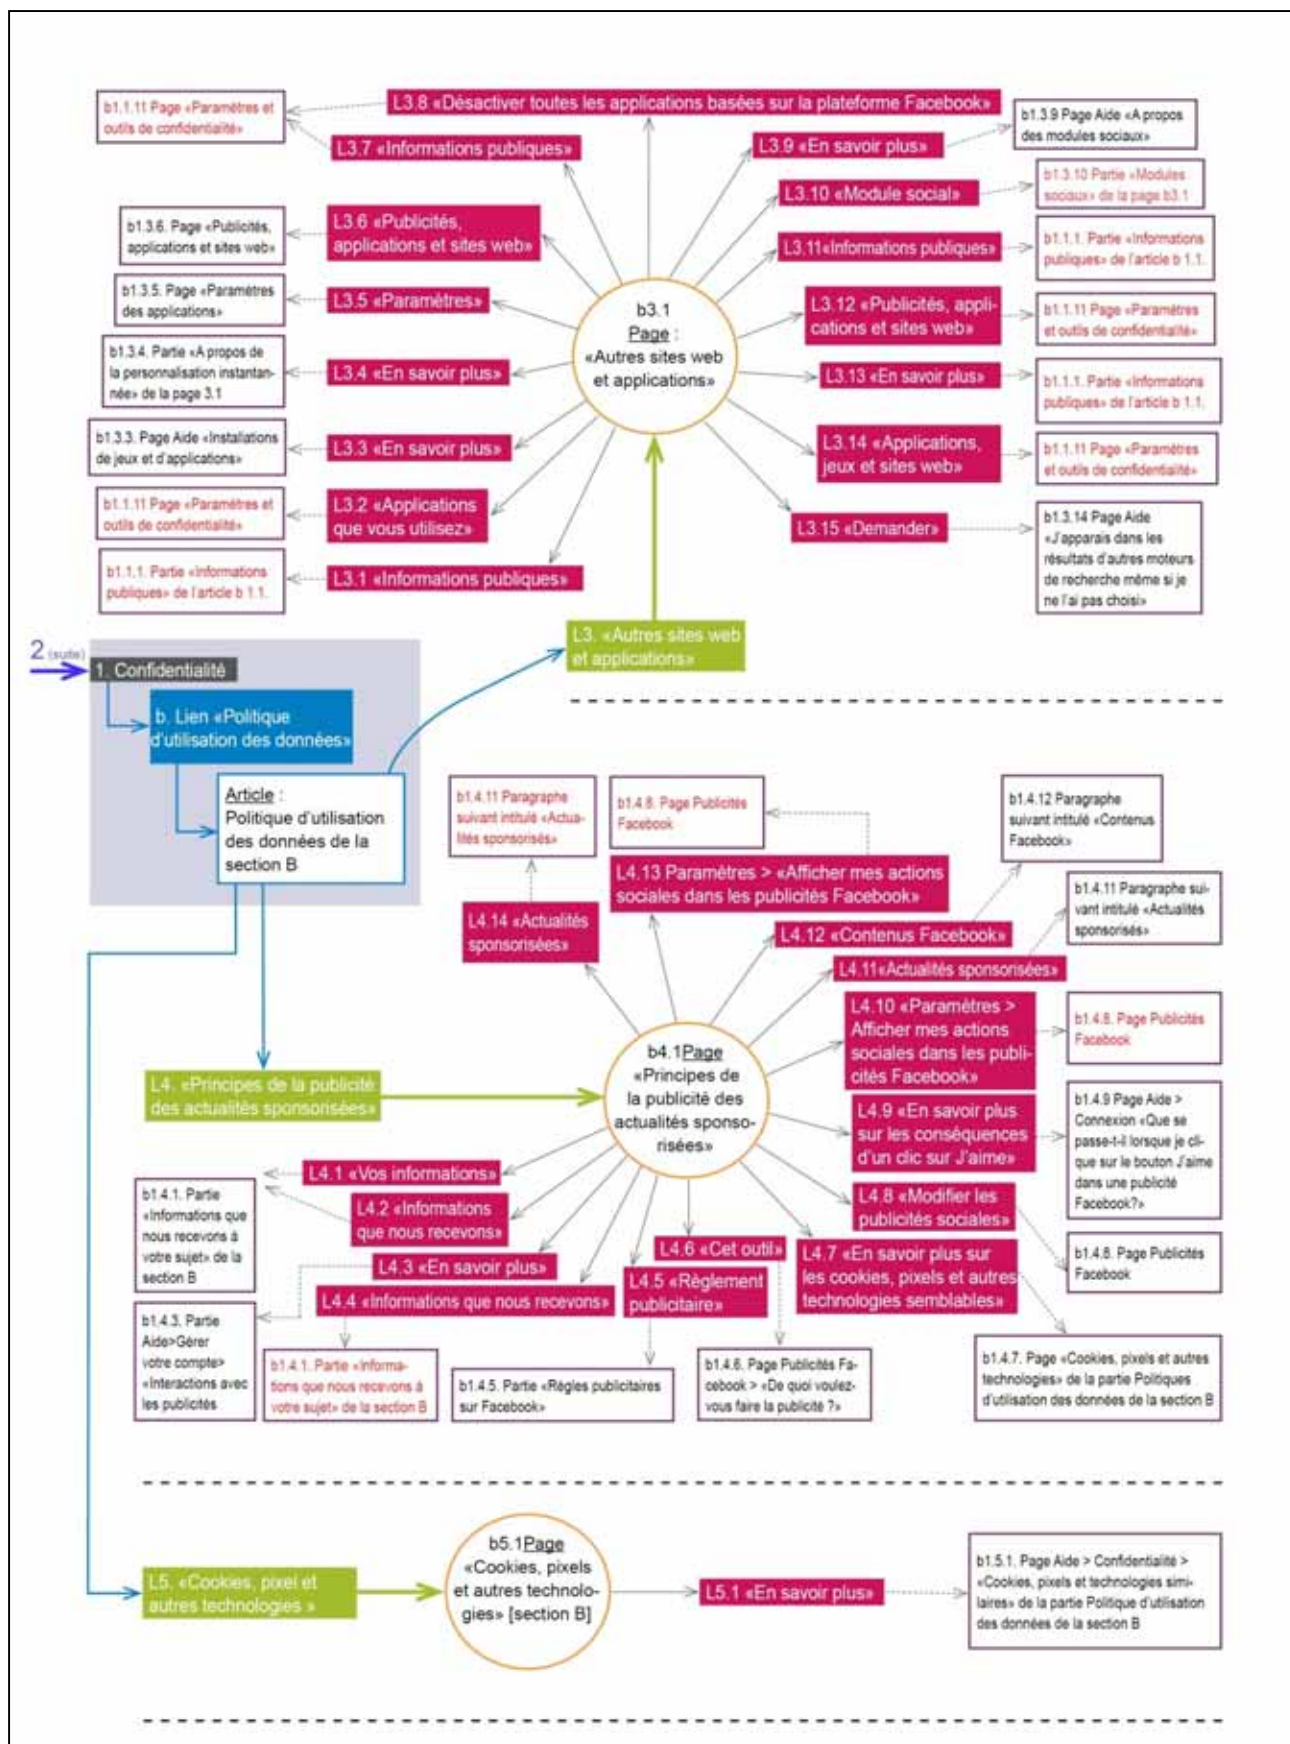 L3.8 «Désactiver toutes les applications basées sur la plateforme Facebook»
b1.1.11 Page «Paramètres et
outils de confidentialité»
L3.7 «Informations publiques»
L3.9 «En savoir plus»
b1.3.9 Page Aide «A propos
des modules sociaux»
L3.10 «Module social»
b1.3.10 Partie «Modules
sociaux» de la page b3.1
b1.3.6. Page «Publicités,
applications et sites web»
L3.6 «Publicités,
applications et sites web»
L3.11«Informations publiques»
b1.1.1. Partie «Informations
publiques» de l'article b 1.1.
b1.3.5. Page «Paramètres
des applications»
L3.5 «Paramètres»
b3.1
Page :
«Autres sites web
et applications»
L3.12 «Publicités, appli-
cations et sites web»
b1.1.11 Page «Paramètres
et outils de confidentialité»
b1.3.4. Partie «A propos de
la personnalisation instantan-
née» de la page 3.1
L3.4 «En savoir plus»
L3.13 «En savoir plus»
b1.1.1. Partie «Informations
publiques» de l'article b 1.1.
b1.3.3. Page Aide «Installations
de jeux et d'applications»
L3.3 «En savoir plus»
L3.14 «Applications,
jeux et sites web»
b1.1.11 Page «Paramètres
et outils de confidentialité»
b1.1.11 Page «Paramètres et
outils de confidentialité»
L3.2 «Applications
que vous utilisez»
L3.15 «Demander»
b1.3.14 Page Aide
«J'apparais dans les
résultats d'autres moteurs
de recherche même si je
ne l'ai pas choisi»
b1.1.1. Partie «Informations
publiques» de l'article b 1.1.
L3.1 «Informations publiques»
L3. «Autres sites web
et applications»
2 (suite)
1. Confidentialité
b. Lien «Politique
d'utilisation des données»
Article :
Politique d'utilisation
des données de la
section B
b1.4.11 Paragraphe
suivant intitulé «Actua-
lités sponsorisés»
b1.4.8. Page Publicités
Facebook
b1.4.12 Paragraphe
suivant intitulé «Contenus
Facebook»
L4.13 Paramètres > «Afficher mes actions
sociales dans les publicités Facebook»
b1.4.11 Paragraphe sui-
vant intitulé «Actualités
sponsorisés»
L4.14 «Actualités
sponsorisées»
L4.12 «Contenus Facebook»
L4.11«Actualités sponsorisées»
L4.10 «Paramètres >
Afficher mes actions
sociales dans les publi-
cités Facebook»
b1.4.8. Page Publicités
Facebook
b4.1Page
«Principes de
la publicité des
actualités sponso-
risées»
L4. «Principes de la publicité
des actualités sponsorisées»
L4.9 «En savoir plus
sur les conséquences
d'un clic sur J'aime»
b1.4.9 Page Aide >
Connexion «Que se
passe-t-il lorsque je cli-
que sur le bouton J'aime
dans une publicité
Facebook?»
L4.1 «Vos informations»
L4.8 «Modifier les
publicités sociales»
b1.4.1. Partie
«Informations que
nous recevons à
votre sujet» de la
section B
L4.2 «Informations
que nous recevons»
L4.6 «Cet outil»
L4.7 «En savoir plus sur
les cookies, pixels et autres
technologies semblables»
b1.4.8. Page Publicités
Facebook
L4.3 «En savoir plus»
L4.5 «Règlement
publicitaire»
L4.4 «Informations que nous recevons»
b1.4.3. Partie
Aide>Gérer
votre compte>
«Interactions avec
les publicités
b1.4.1. Partie «Informa-
tions que nous recevons à
votre sujet» de la section B
b1.4.5. Partie «Règles publicitaires
sur Facebook»
b1.4.6. Page Publicités Fa-
cebook > «De quoi voulez-
vous faire la publicité ?»
b1.4.7. Page «Cookies, pixels et autres
technologies» de la partie Politiques
d'utilisation des données de la section B
L5. «Cookies, pixel et
autres technologies »
b5.1Page
«Cookies, pixels
et autres technolo-
gies» [section B]
L5.1 «En savoir plus»
b1.5.1. Page Aide > Confidentialité >
«Cookies, pixels et technologies simi-
laires» de la partie Politique d'utilisation
des données de la section B